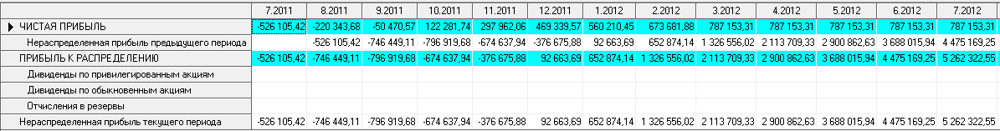 7.2011 8.2011 9.2011 10.2011 11.2011 12.2011 1.2012 2.2012 3.2012 4.2012 5.2012 6.2012 7.2012
ЧИСТАЯ ПРИБЫЛЬ -526 105,42 -220 343,68 -50 470,57 122 281,74 297 962,06 469 339,57 560 210,45 673 681,88 787 153,31 787 153,31 787 153,31 787 153,31 787 153,31
Нераспределенная прибыль предыдущего периода -526 105,42 -746 449,11 -796 919,68 -674 637,94 -376 675,88 92 663,69 652 874,14 1 326 556,02 2 113 709,33 2 900 862,63 3 688 015,94 4 475 169,25
ПРИБЫЛЬ К РАСПРЕДЕЛЕНИЮ -526 105,42 -746 449,11 -796 919,68 -674 637,94 -376 675,88 92 663,69 652 874,14 1 326 556,02 2 113 709,33 2 900 862,63 3 688 015,94 4 475 169,25 5 262 322,55
Дивиденды по привилегированным акциям
Дивиденды по обыкновенным акциям
Отчисления в резервы
Нераспределенная прибыль текущего периода -526 105,42 -746 449,11 -796 919,68 -674 637,94 -376 675,88 92 663,69 652 874,14 1 326 556,02 2 113 709,33 2 900 862,63 3 688 015,94 4 475 169,25 5 262 322,55